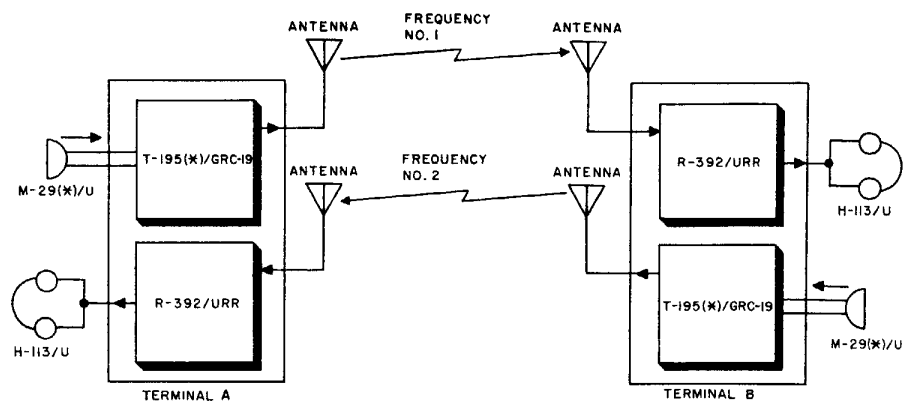 FREQUENCY
NO. 1
ANTENNA
ANTENNA
T-195(*)/GRC-19
M-29(*)/U
R-392/URR
H-113/U
ANTENNA
FREQUENCY
NO. 2
ANTENNA
R-392/URR
H-113/U
T-195(*)/GRC-19
M-29(*)/U
TERMINAL A
TERMINAL B